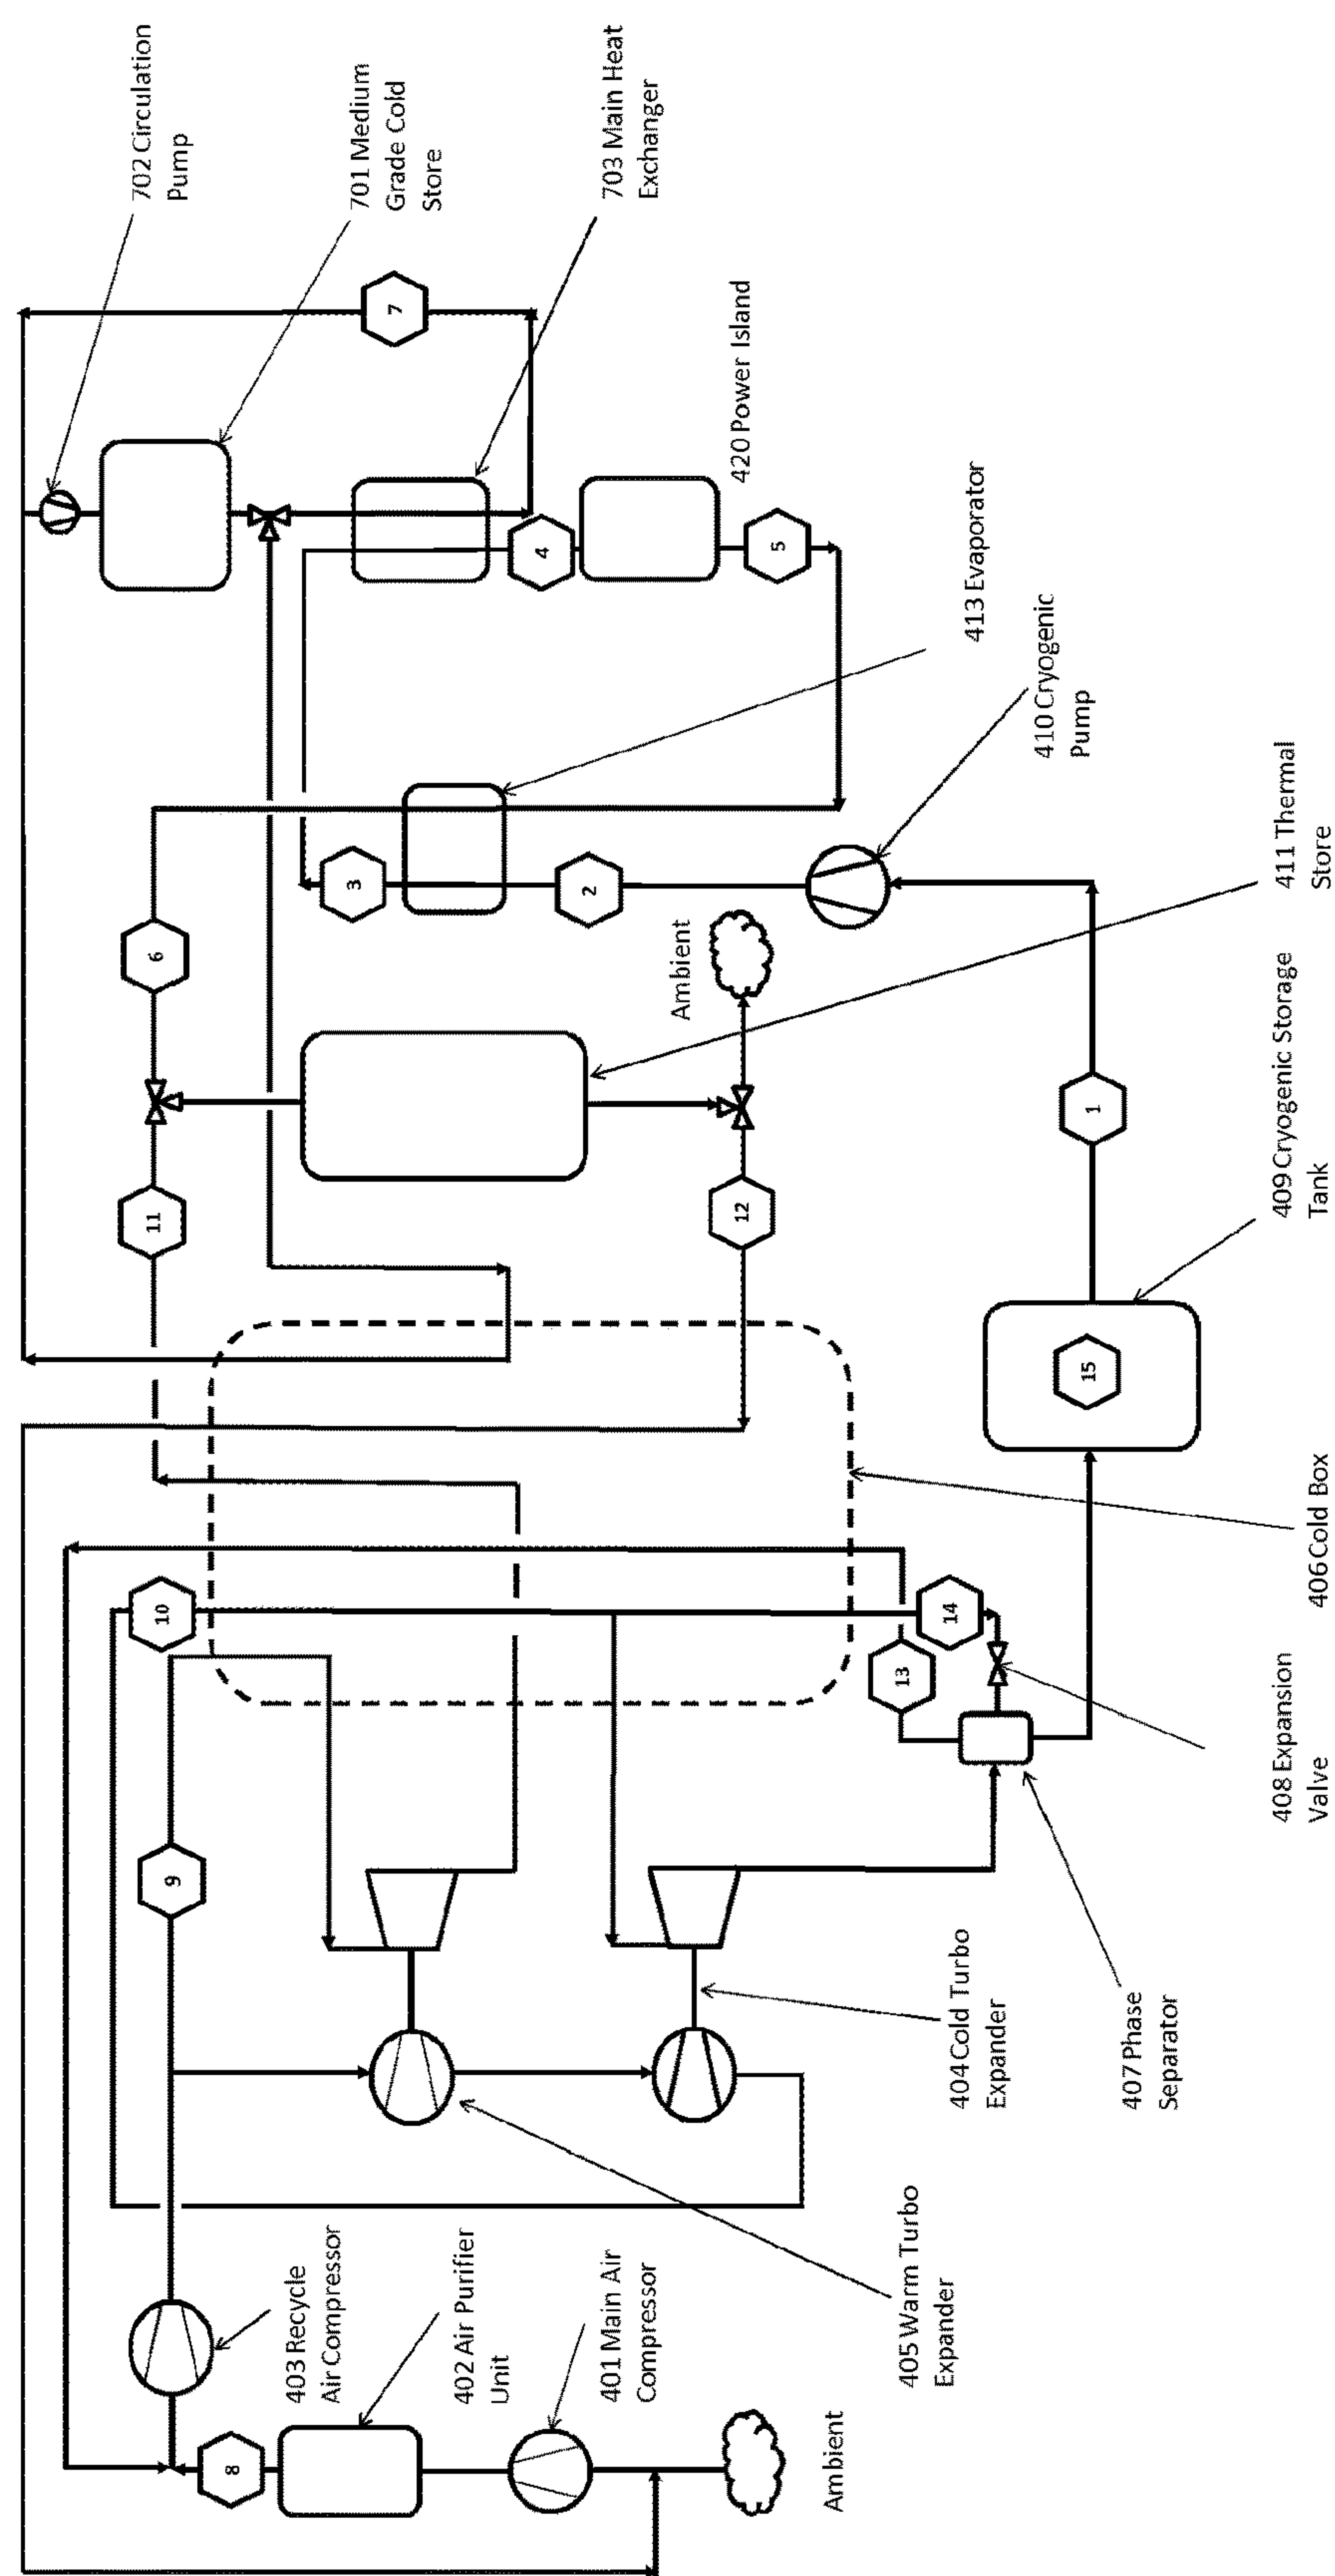 702 Circulation
Pump
701 Medium
Grade Cold
Store
703 Main Heat
Exchanger
7
420 Power Island
4
5
413 Evaporator
410 Cryogenic
Pump
3
2
6
Ambient
411 Thermal
Store
11
12
1
409 Cryogenic Storage
Tank
15
406 Cold Box
10
14
13
408 Expansion
Valve
9
404 Cold Turbo
Expander
407 Phase
Separator
403 Recycle
Air Compressor
402 Air Purifier
Unit
401 Main Air
Compressor
405 Warm Turbo
Expander
8
Ambient